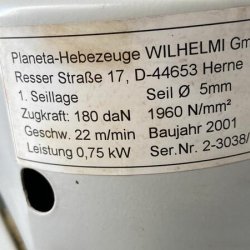 Planeta-Hebezeuge WILHELMI Gm
Resser Straße 17, D-44653 Herne
1. Seillage Seil Ø 5mm
Zugkraft: 180 daN 1960 N/mm²
Geschw. 22 m/min Baujahr 2001
Leistung 0,75 kW Ser.Nr. 2-3038/